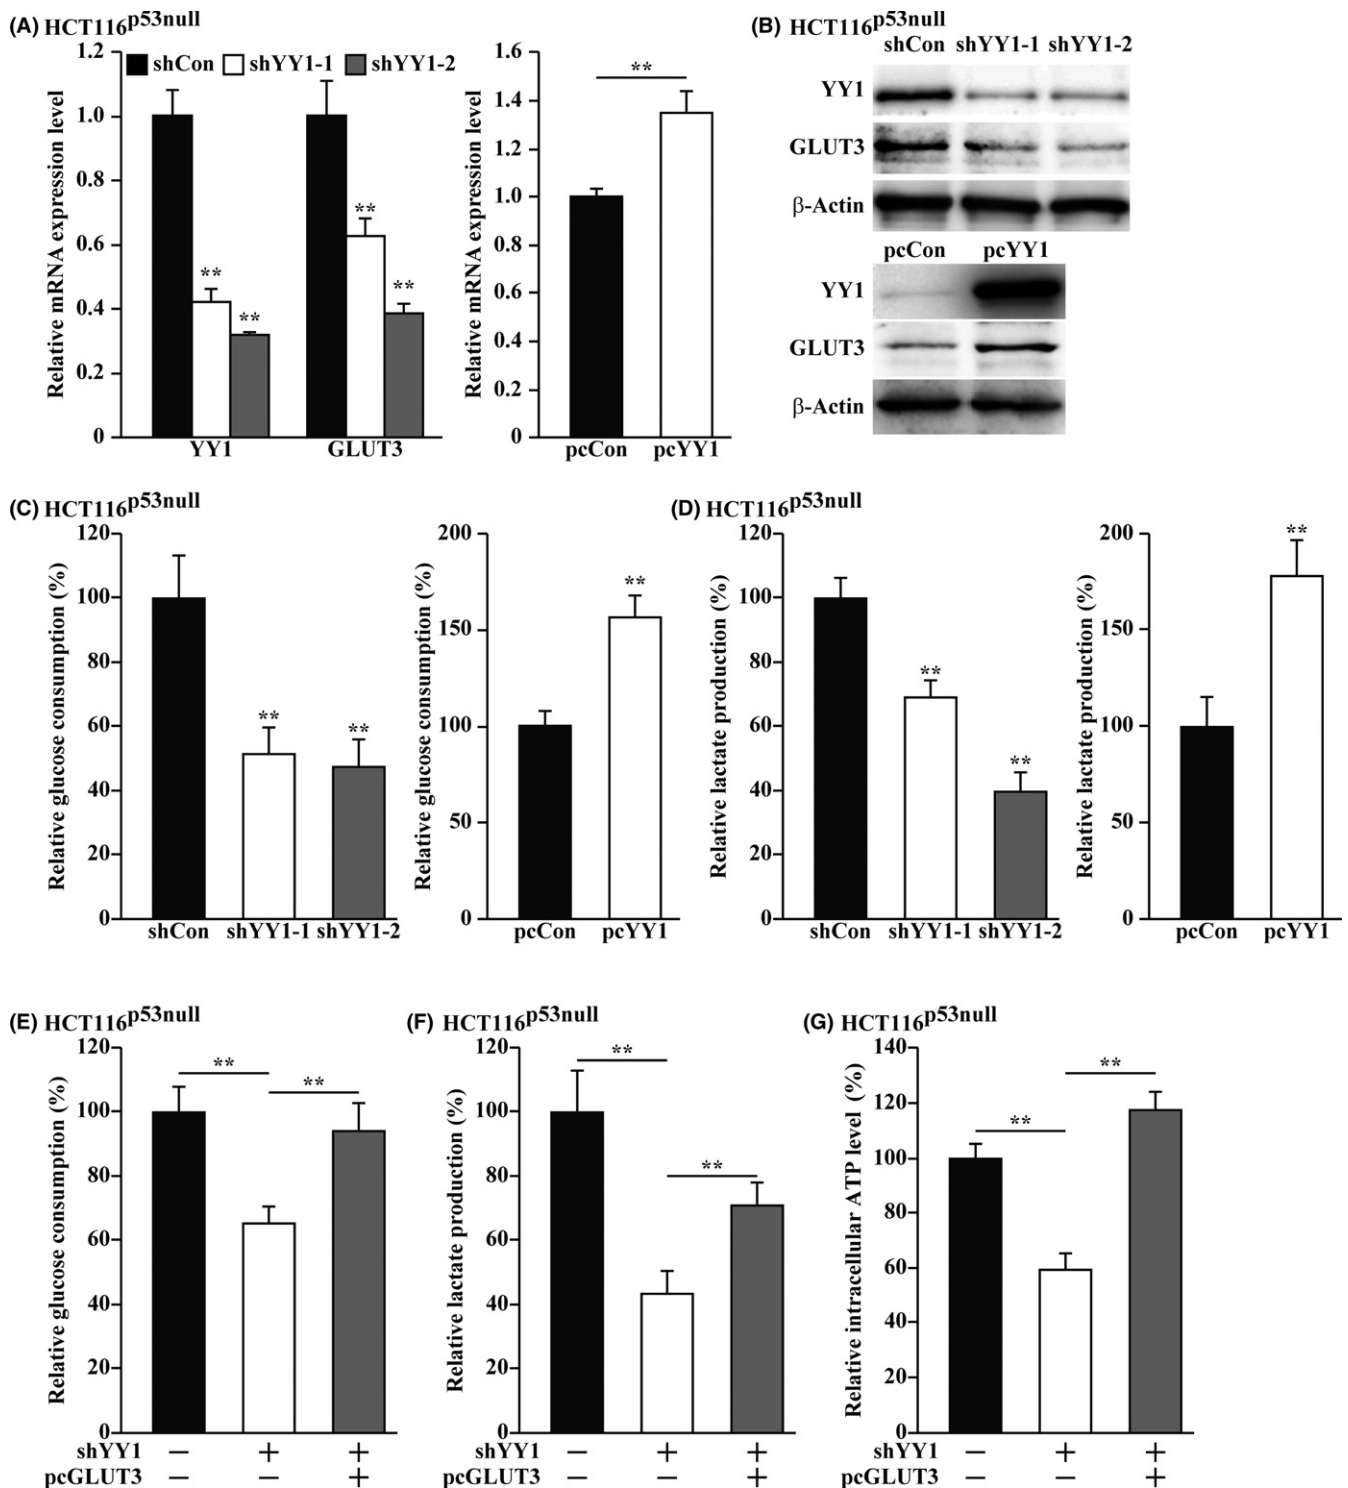 (A) HCT116p53null
shCon shYY1-1 shYY1-2
Relative mRNA expression level
1.2
1.0
0.8
0.6
0.4
0.2
0
** ** ** **
YY1 GLUT3
Relative mRNA expression level
1.6
1.4
1.2
1.0
0.8
0.6
0.4
0.2
0
**
pcCon pcYY1
(B) HCT116p53null
shCon shYY1-1 shYY1-2
YY1
GLUT3
β-Actin
pcCon pcYY1
YY1
GLUT3
β-Actin
(C) HCT116p53null
Relative glucose consumption (%)
120
100
80
60
40
20
0
** **
shCon shYY1-1 shYY1-2
Relative glucose consumption (%)
200
150
100
50
0
**
pcCon pcYY1
(D) HCT116p53null
Relative lactate production (%)
120
100
80
60
40
20
0
** **
shCon shYY1-1 shYY1-2
Relative lactate production (%)
200
150
100
50
0
**
pcCon pcYY1
(E) HCT116p53null
Relative glucose consumption (%)
120
100
80
60
40
20
0
** **
shYY1 − + +
pcGLUT3 − − +
(F) HCT116p53null
Relative lactate production (%)
120
100
80
60
40
20
0
** **
shYY1 − + +
pcGLUT3 − − +
(G) HCT116p53null
Relative intracellular ATP level (%)
140
120
100
80
60
40
20
0
** **
shYY1 − + +
pcGLUT3 − − +